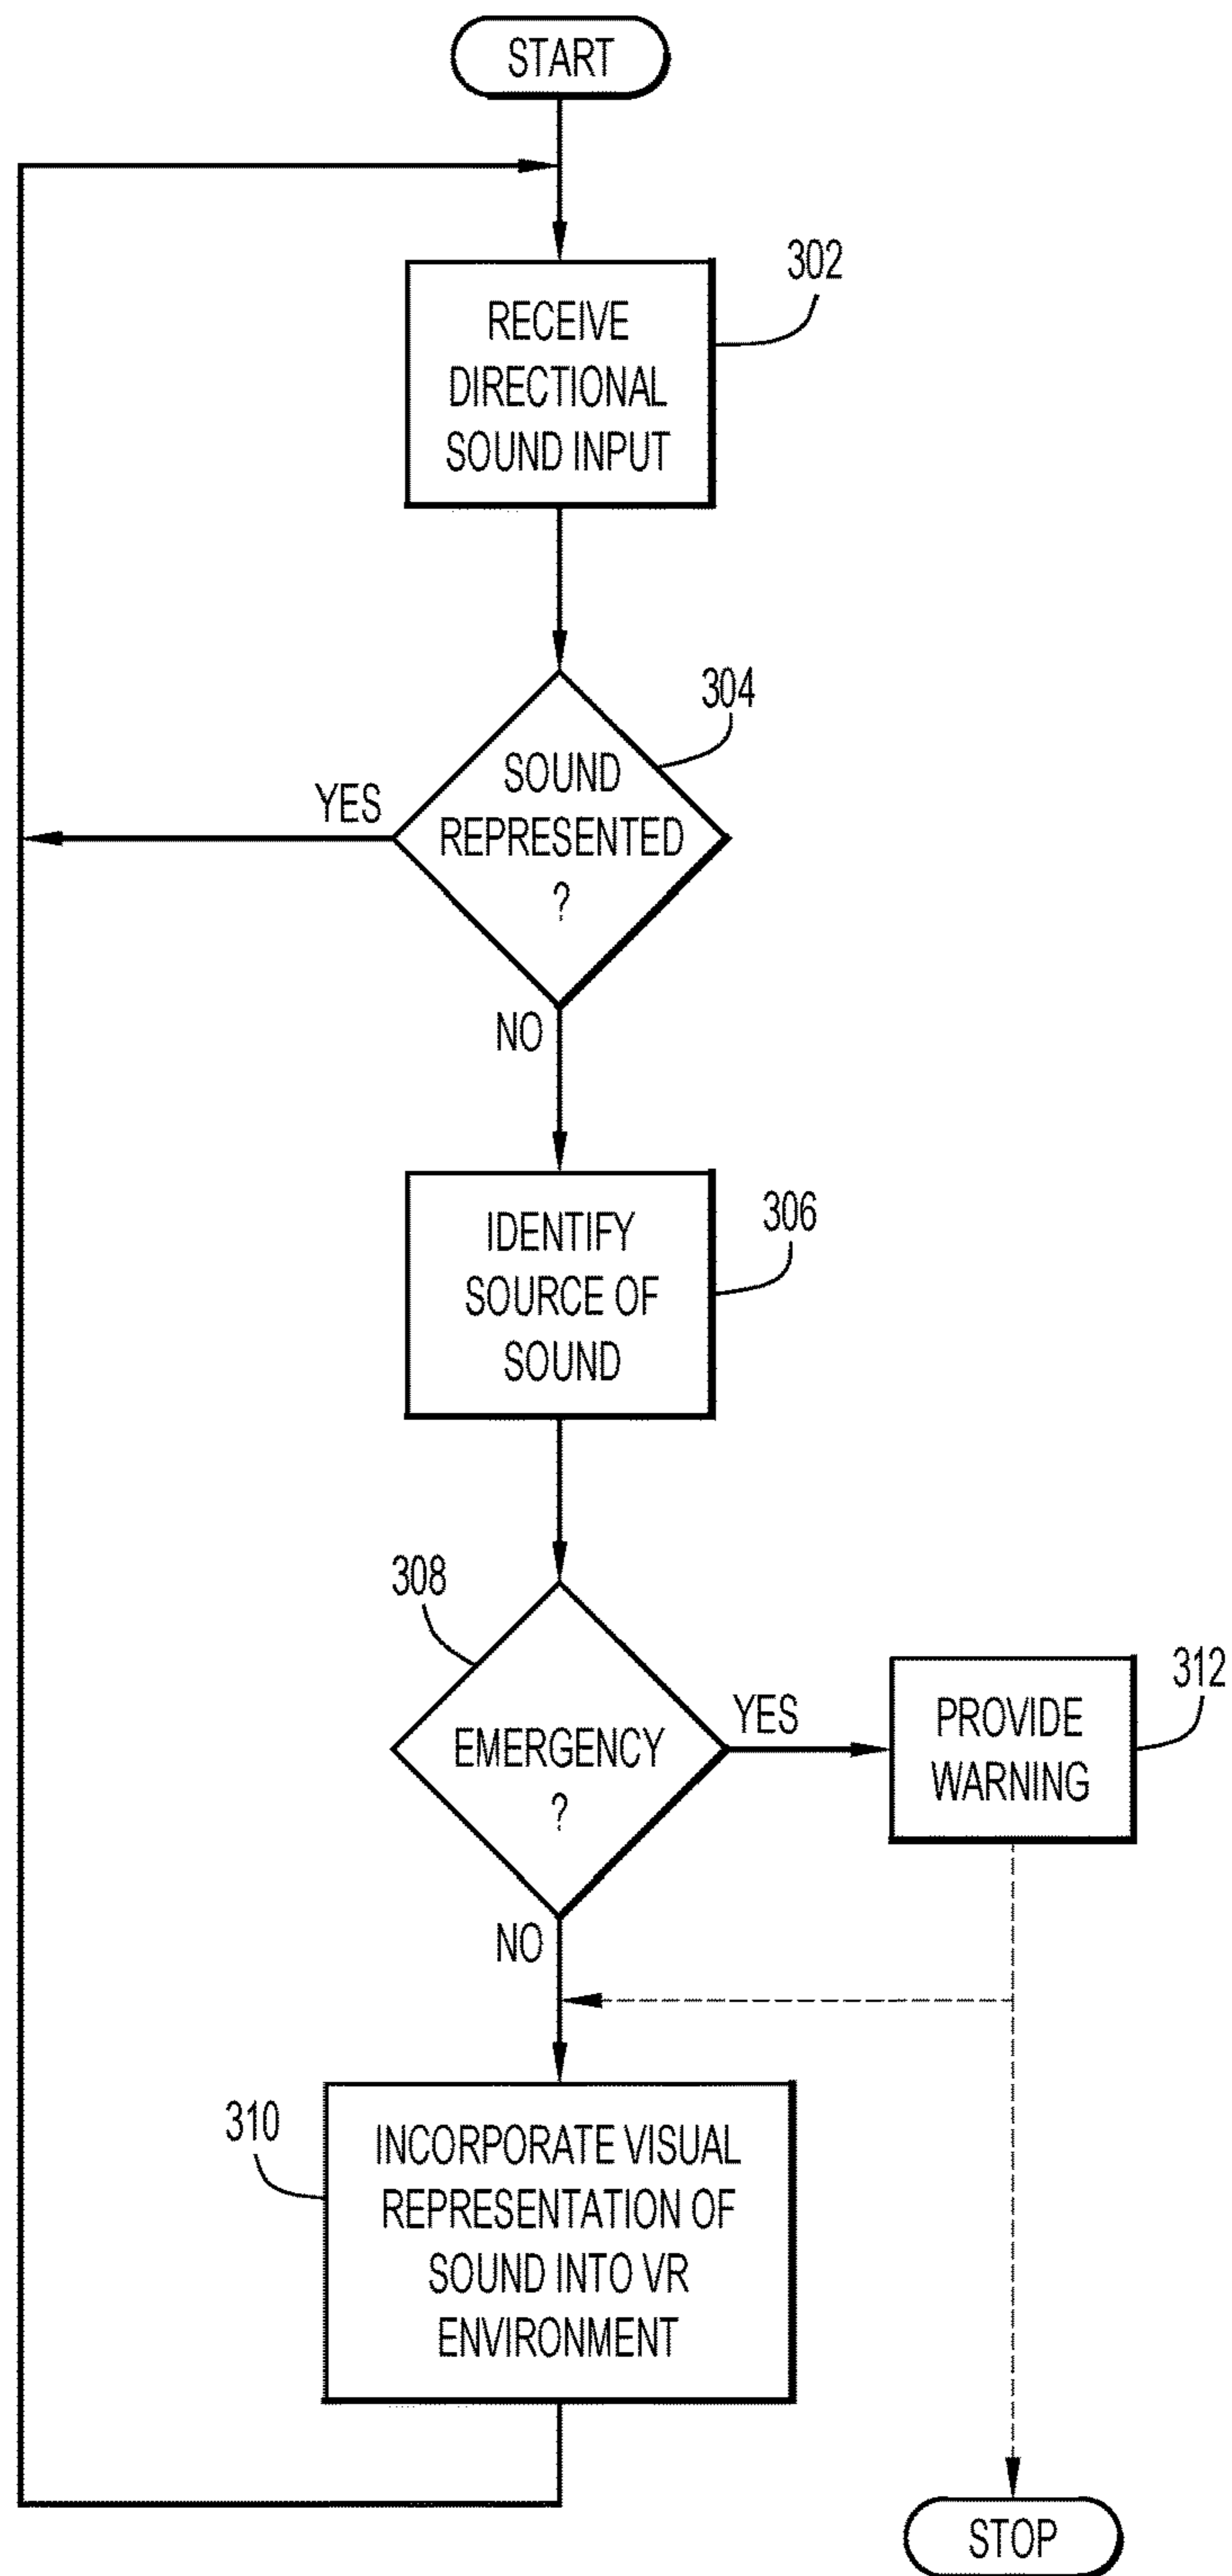 START
302
RECEIVE
DIRECTIONAL
SOUND INPUT
304
SOUND
REPRESENTED
?
YES
NO
306
IDENTIFY
SOURCE OF
SOUND
308
EMERGENCY
?
YES
312
PROVIDE
WARNING
NO
310
INCORPORATE VISUAL
REPRESENTATION OF
SOUND INTO VR
ENVIRONMENT
STOP